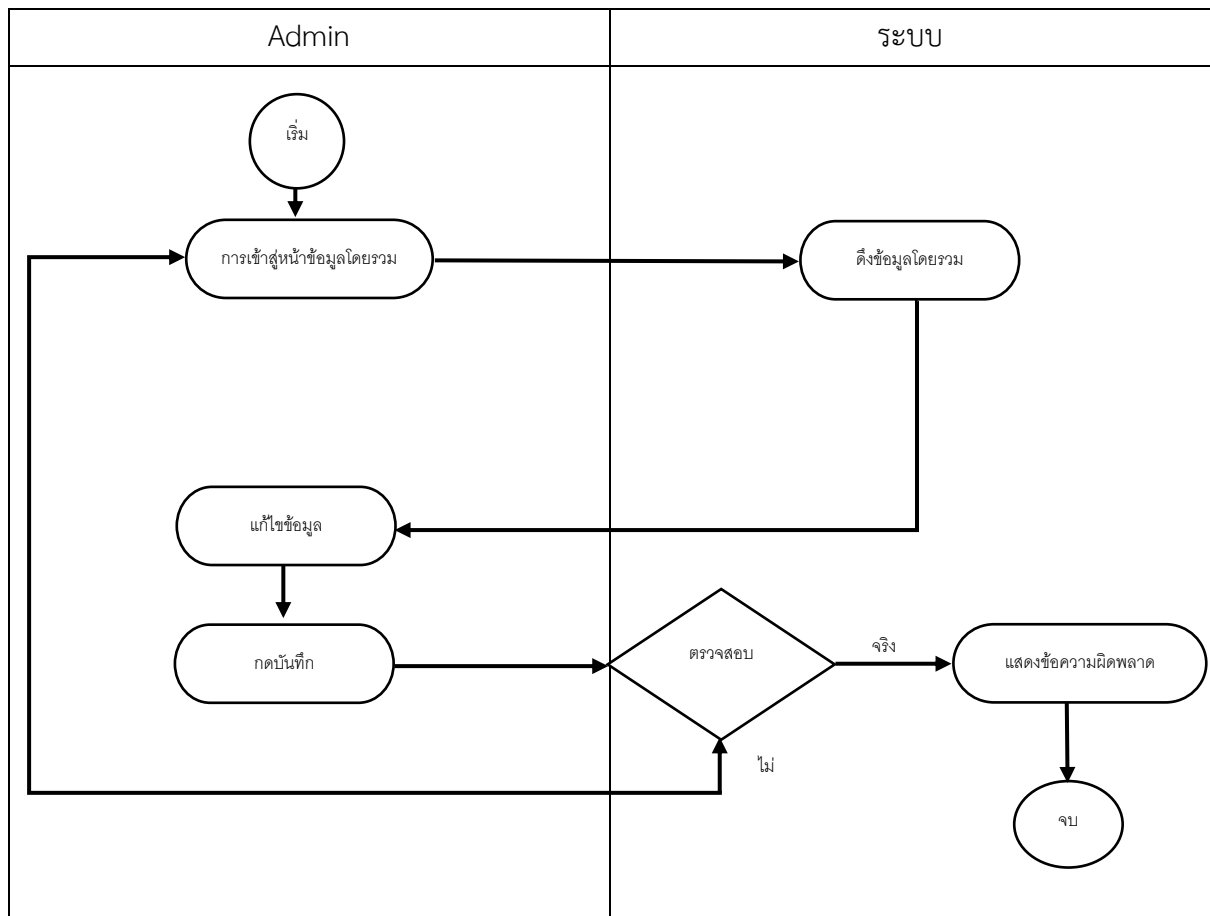 Admin
ระบบ
เริ่ม
การเข้าสู่หน้าข้อมูลโดยรวม
ดึงข้อมูลโดยรวม
แก้ไขข้อมูล
กดบันทึก
ตรวจสอบ
จริง
แสดงข้อความผิดพลาด
ไม่
จบ